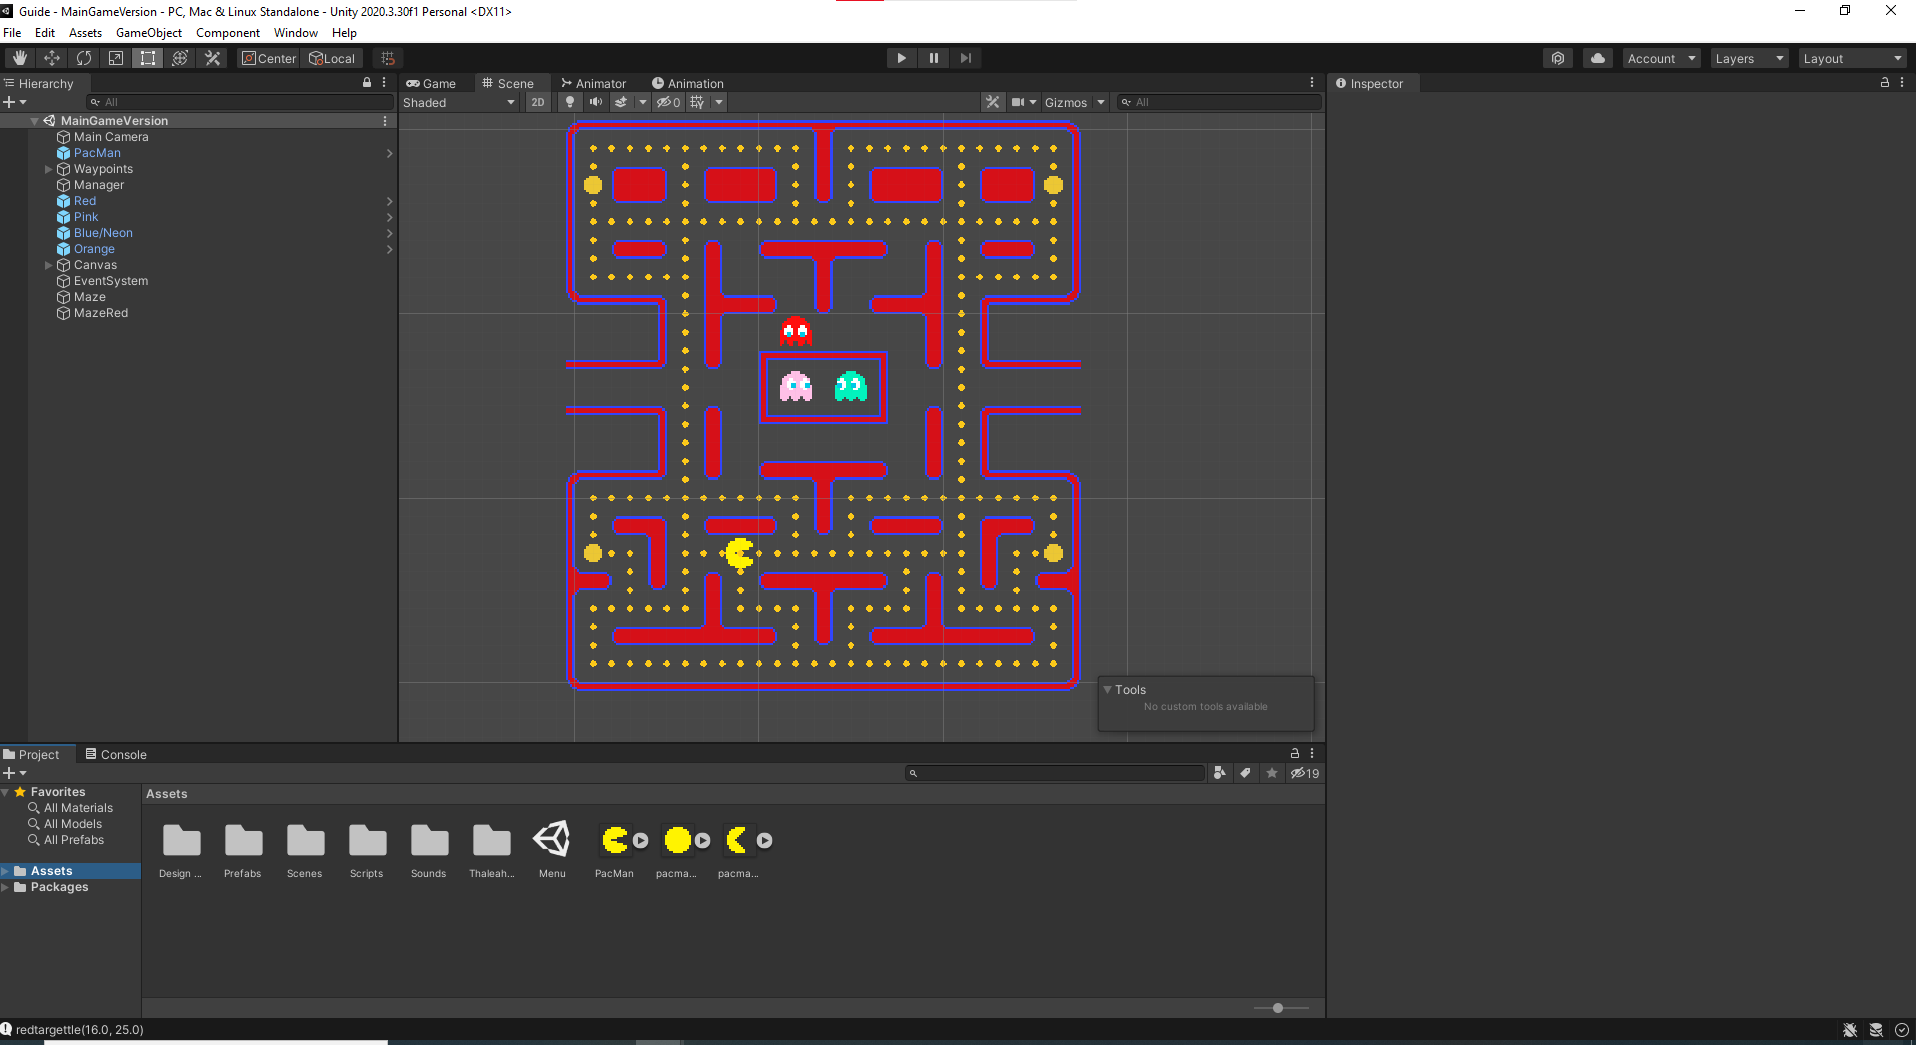 Guide - MainGameVersion - PC, Mac & Linux Standalone - Unity 2020.3.30f1 Personal <DX11>
File Edit Assets GameObject Component Window Help
Center Local Account Layers Layout
Hierarchy
All
MainGameVersion
Main Camera
PacMan
Waypoints
Manager
Red
Pink
Blue/Neon
Orange
Canvas
EventSystem
Maze
MazeRed
Game Scene Animator Animation
Shaded 2D 0 Gizmos All
Tools
No custom tools available
Inspector
Project Console
19
Favorites
All Materials
All Models
All Prefabs
Assets
Packages
Assets
Design ... Prefabs Scenes Scripts Sounds Thaleah... Menu PacMan pacma... pacma...
redtargettle(16.0, 25.0)